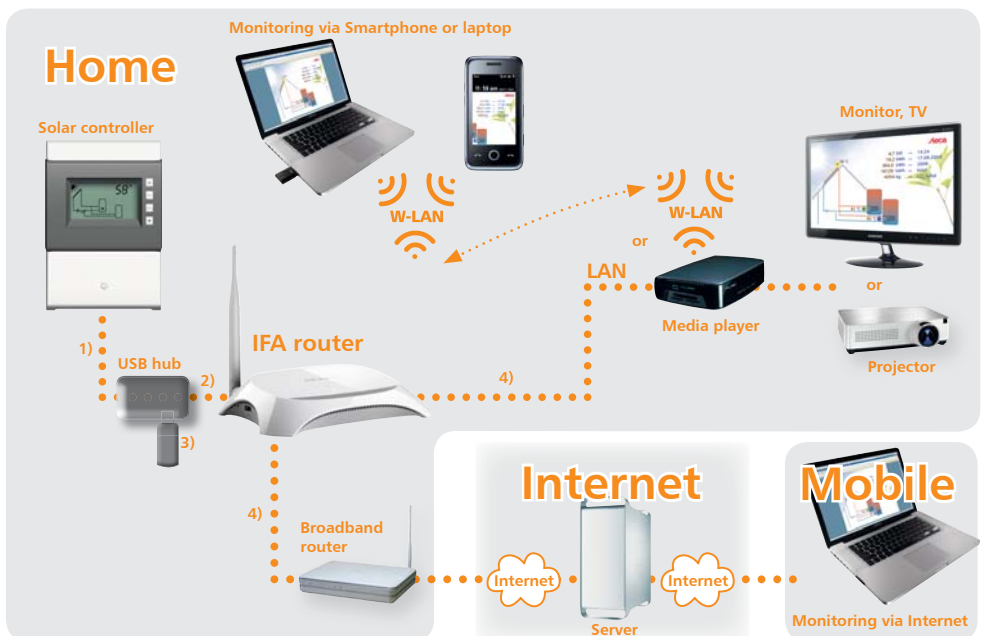 Monitoring via Smartphone or laptop
Home
Solar controller
58°
Monitor, TV
W-LAN
W-LAN
or
LAN
or
Media player
Projector
1)
USB hub
2)
IFA router
4)
3)
4)
Broadband
router
Internet
Mobile
Internet
Internet
Server
Monitoring via Internet